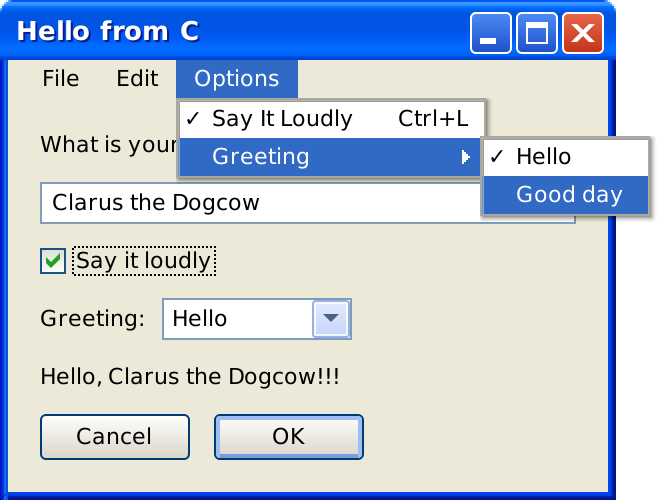 Hello from C
File Edit Options
✓ Say It Loudly Ctrl+L
Greeting
✓ Hello
Good day
What is your
Clarus the Dogcow
Say it loudly
Greeting: Hello
Hello, Clarus the Dogcow!!!
Cancel OK